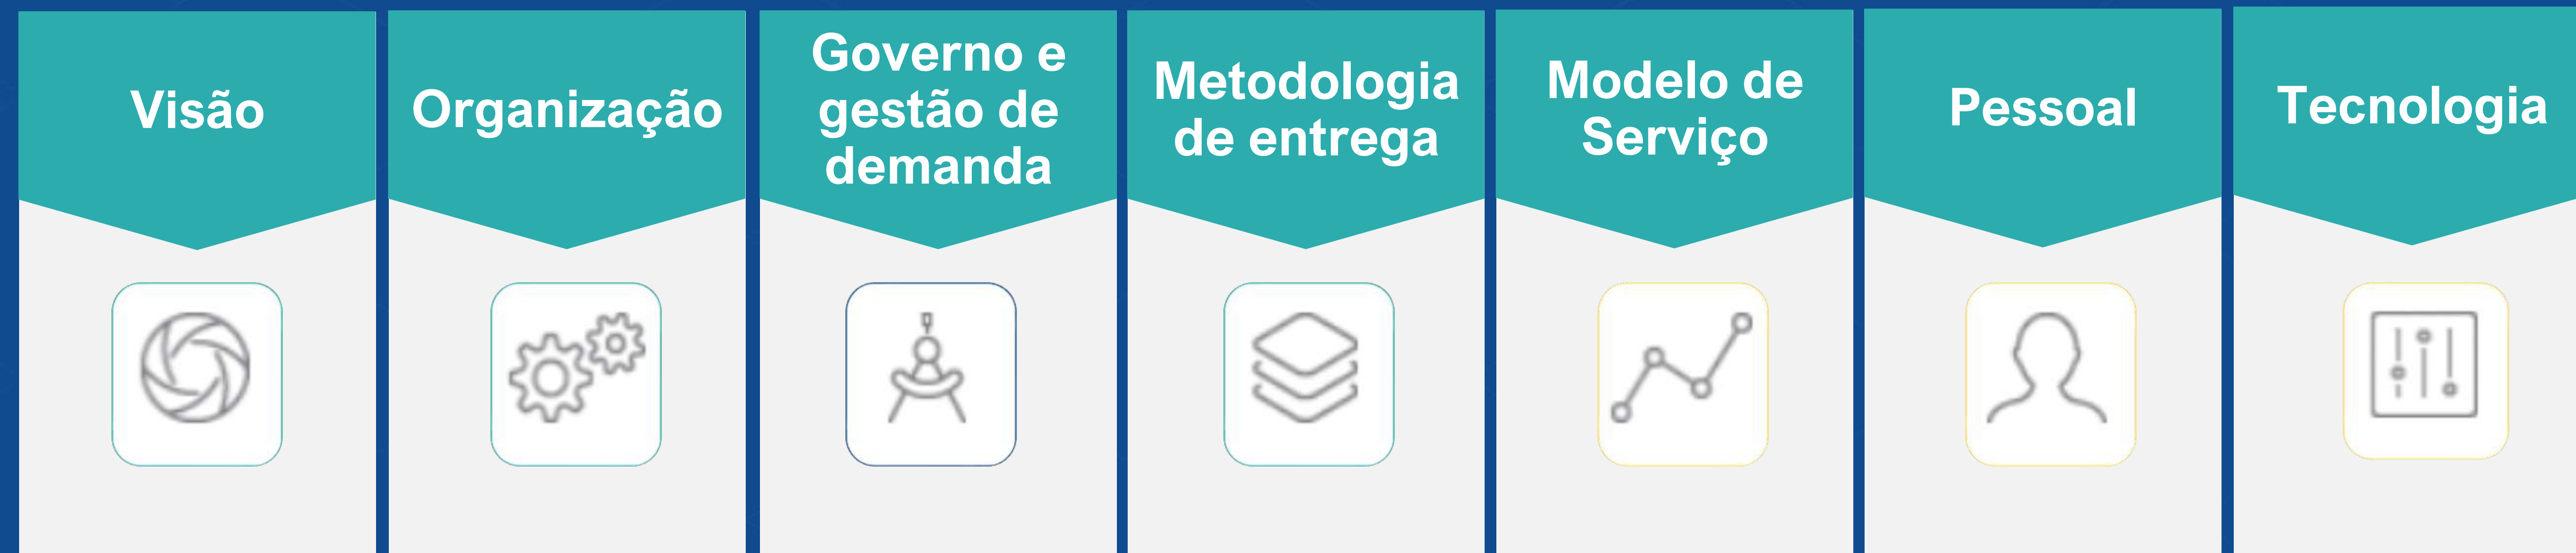 Visão
Organização
Governo e
gestão de
demanda
Metodologia
de entrega
Modelo de
Serviço
Pessoal
Tecnologia